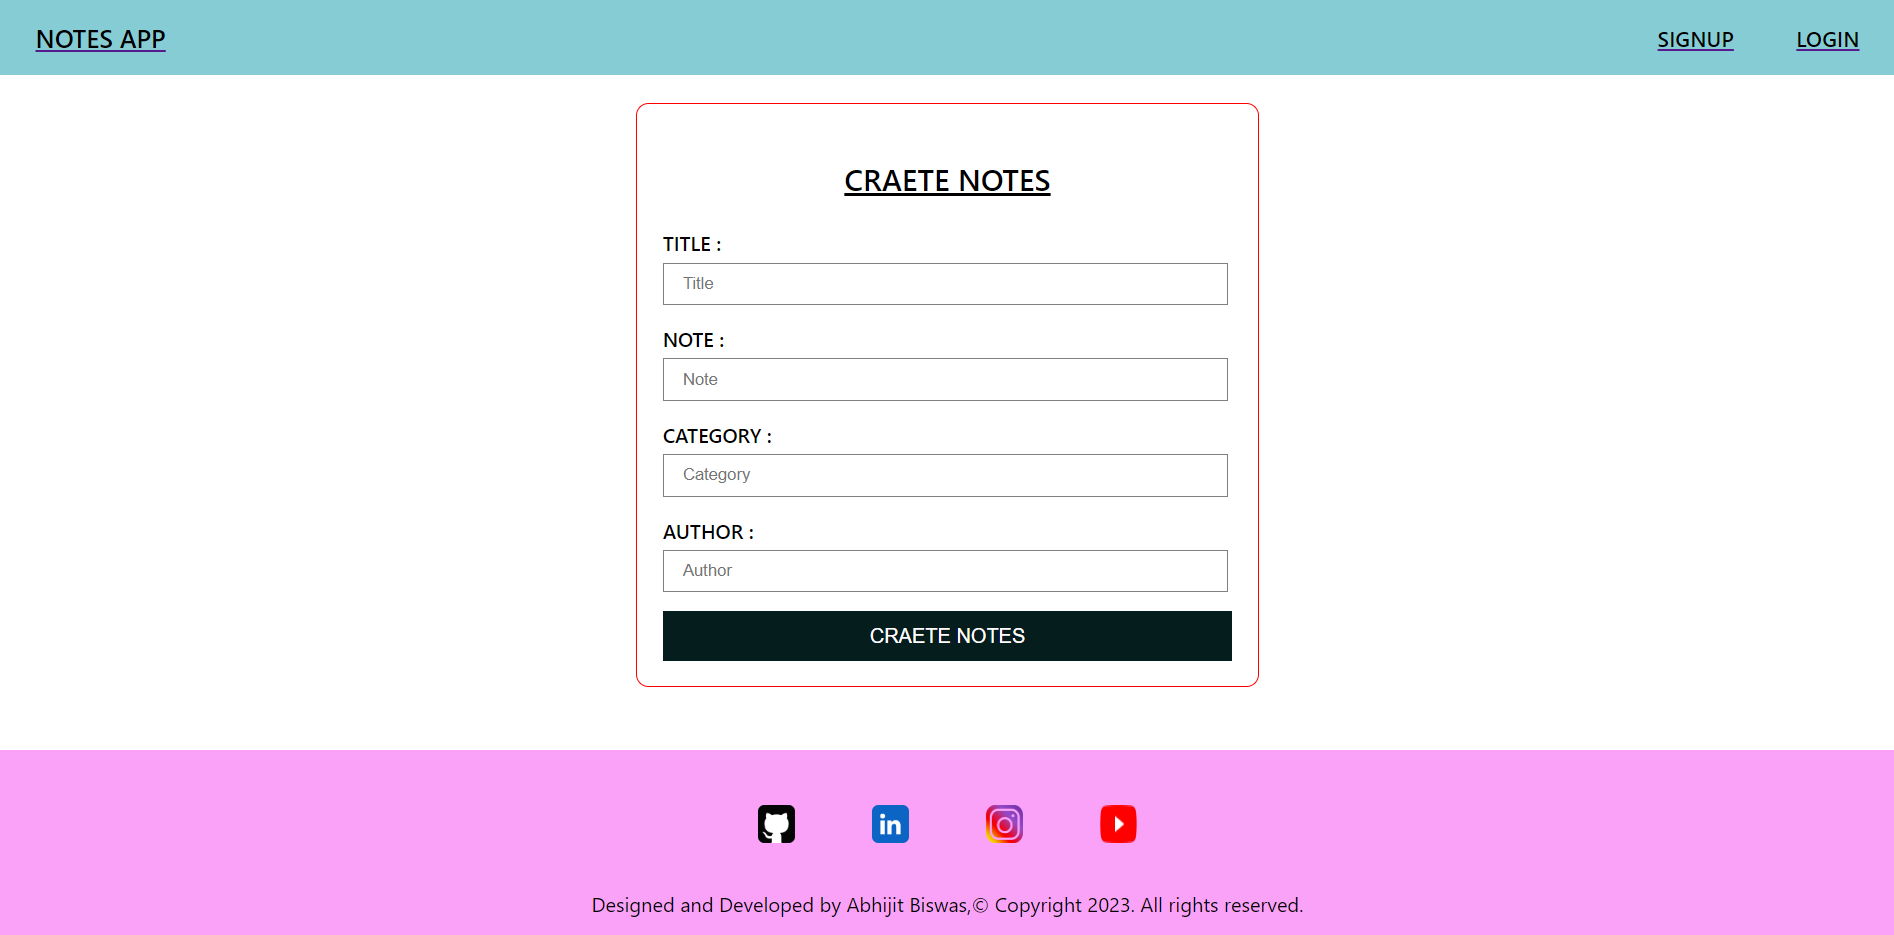 NOTES APP
SIGNUP
LOGIN
CRAETE NOTES
TITLE :
Title
NOTE :
Note
CATEGORY :
Category
AUTHOR :
Author
CRAETE NOTES
in
Designed and Developed by Abhijit Biswas,© Copyright 2023. All rights reserved.